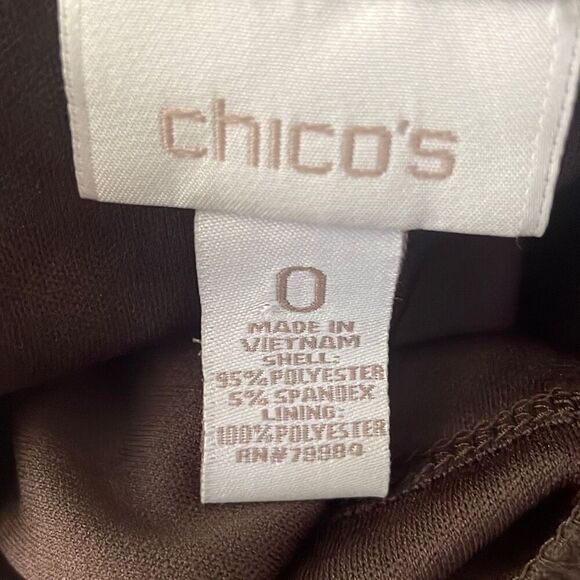 chico's
0
MADE IN
VIETNAM
SHELL:
95% POLYESTER
5% SPANDEX
LINING:
100% POLYESTER
RN#79984